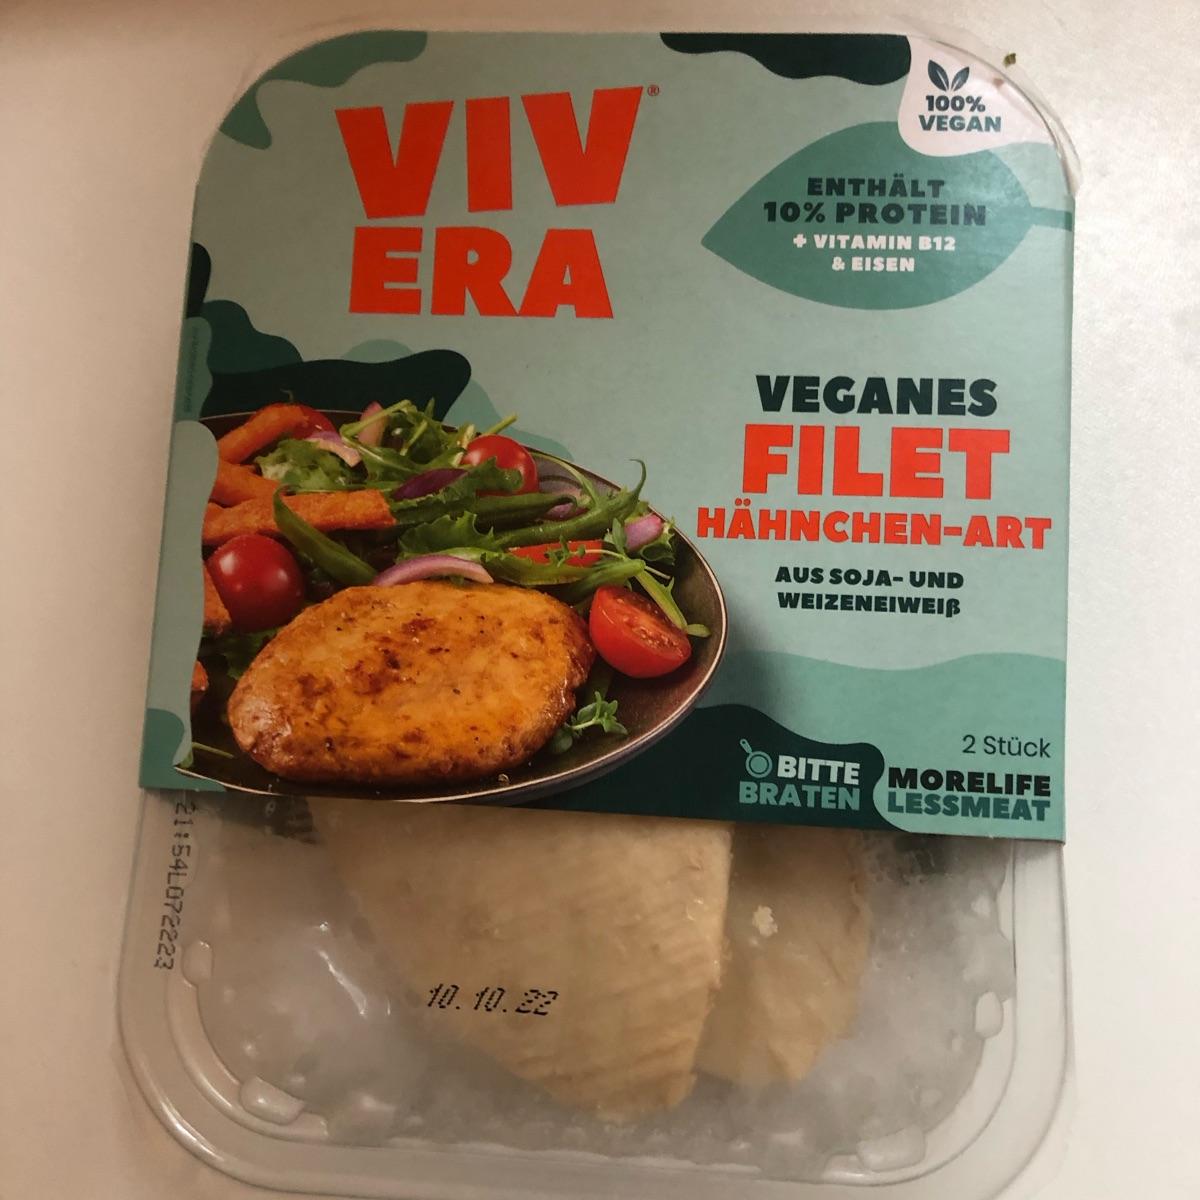 VIV
ERA®
100%
VEGAN
ENTHÄLT
10% PROTEIN
+ VITAMIN B12
& EISEN
VEGANES
FILET
HÄHNCHEN-ART
AUS SOJA- UND
WEIZENEIWEIß
2 Stück
BITTE
BRATEN
MORELIFE
LESSMEAT
21:54L072223
10.10.22